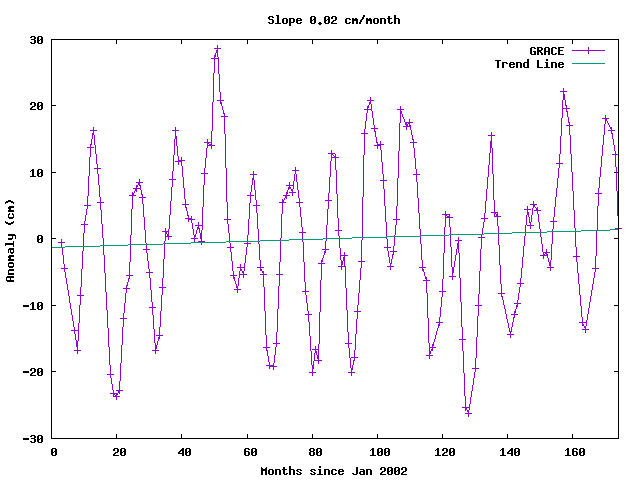 Slope 0.02 cm/month
GRACE
Trend Line
30
20
10
0
-10
-20
-30
Anomaly (cm)
0 20 40 60 80 100 120 140 160
Months since Jan 2002